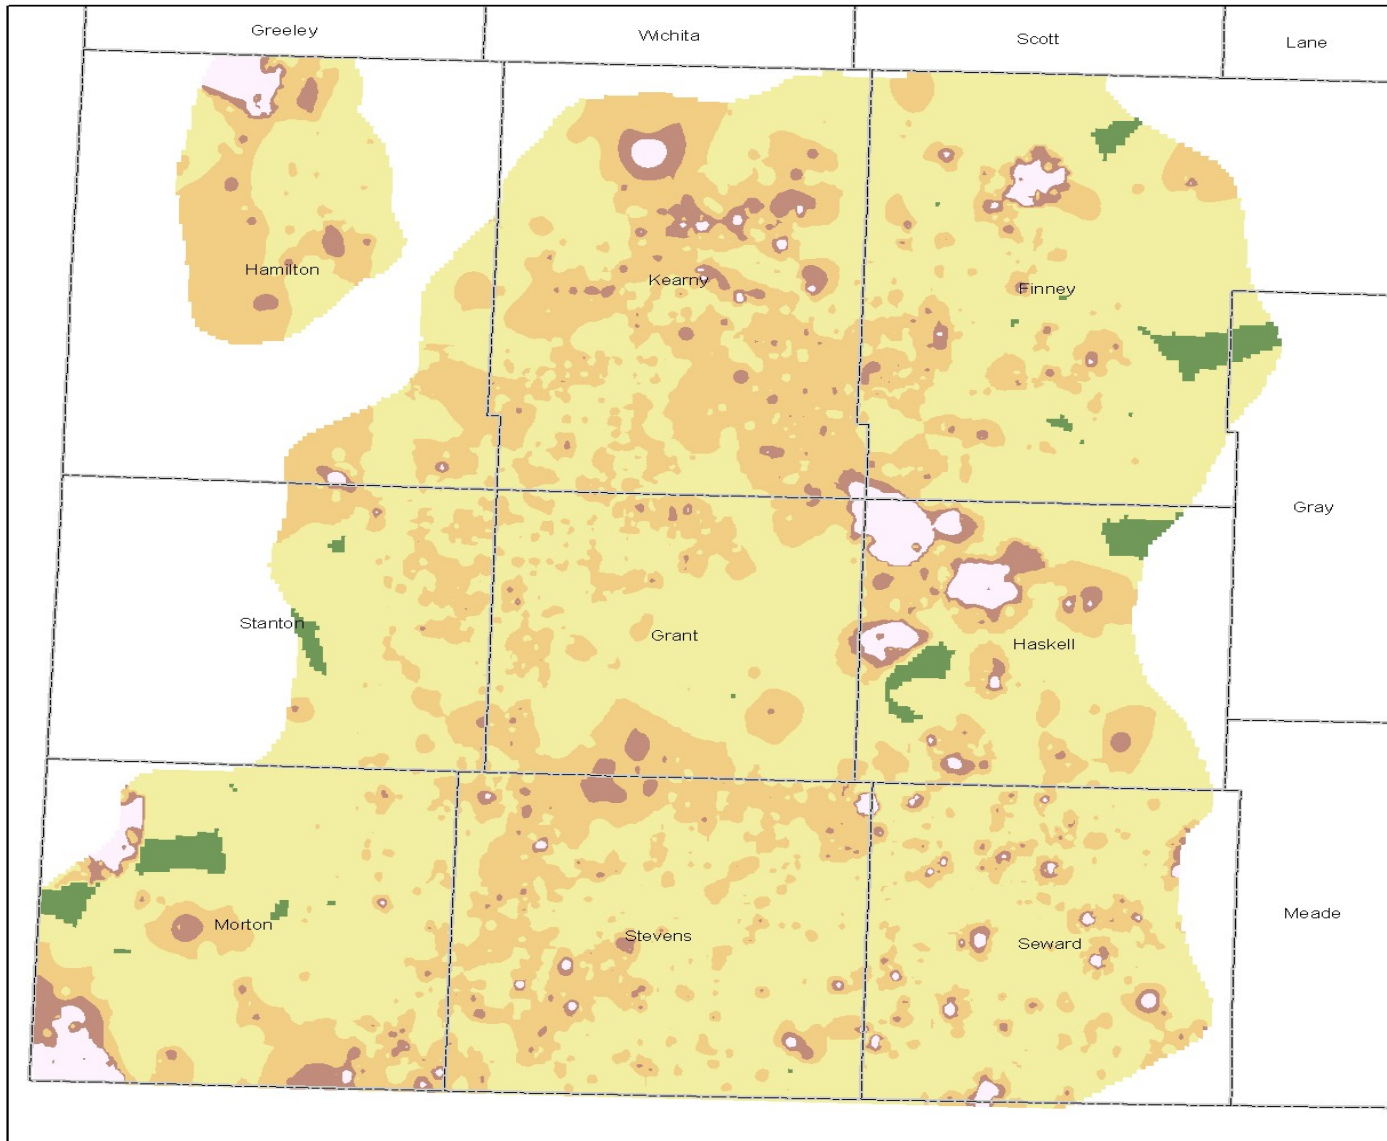 Greeley
Wichita
Scott
Lane
Hamilton
Kearny
Finney
Gray
Stanton
Grant
Haskell
Morton
Stevens
Seward
Meade